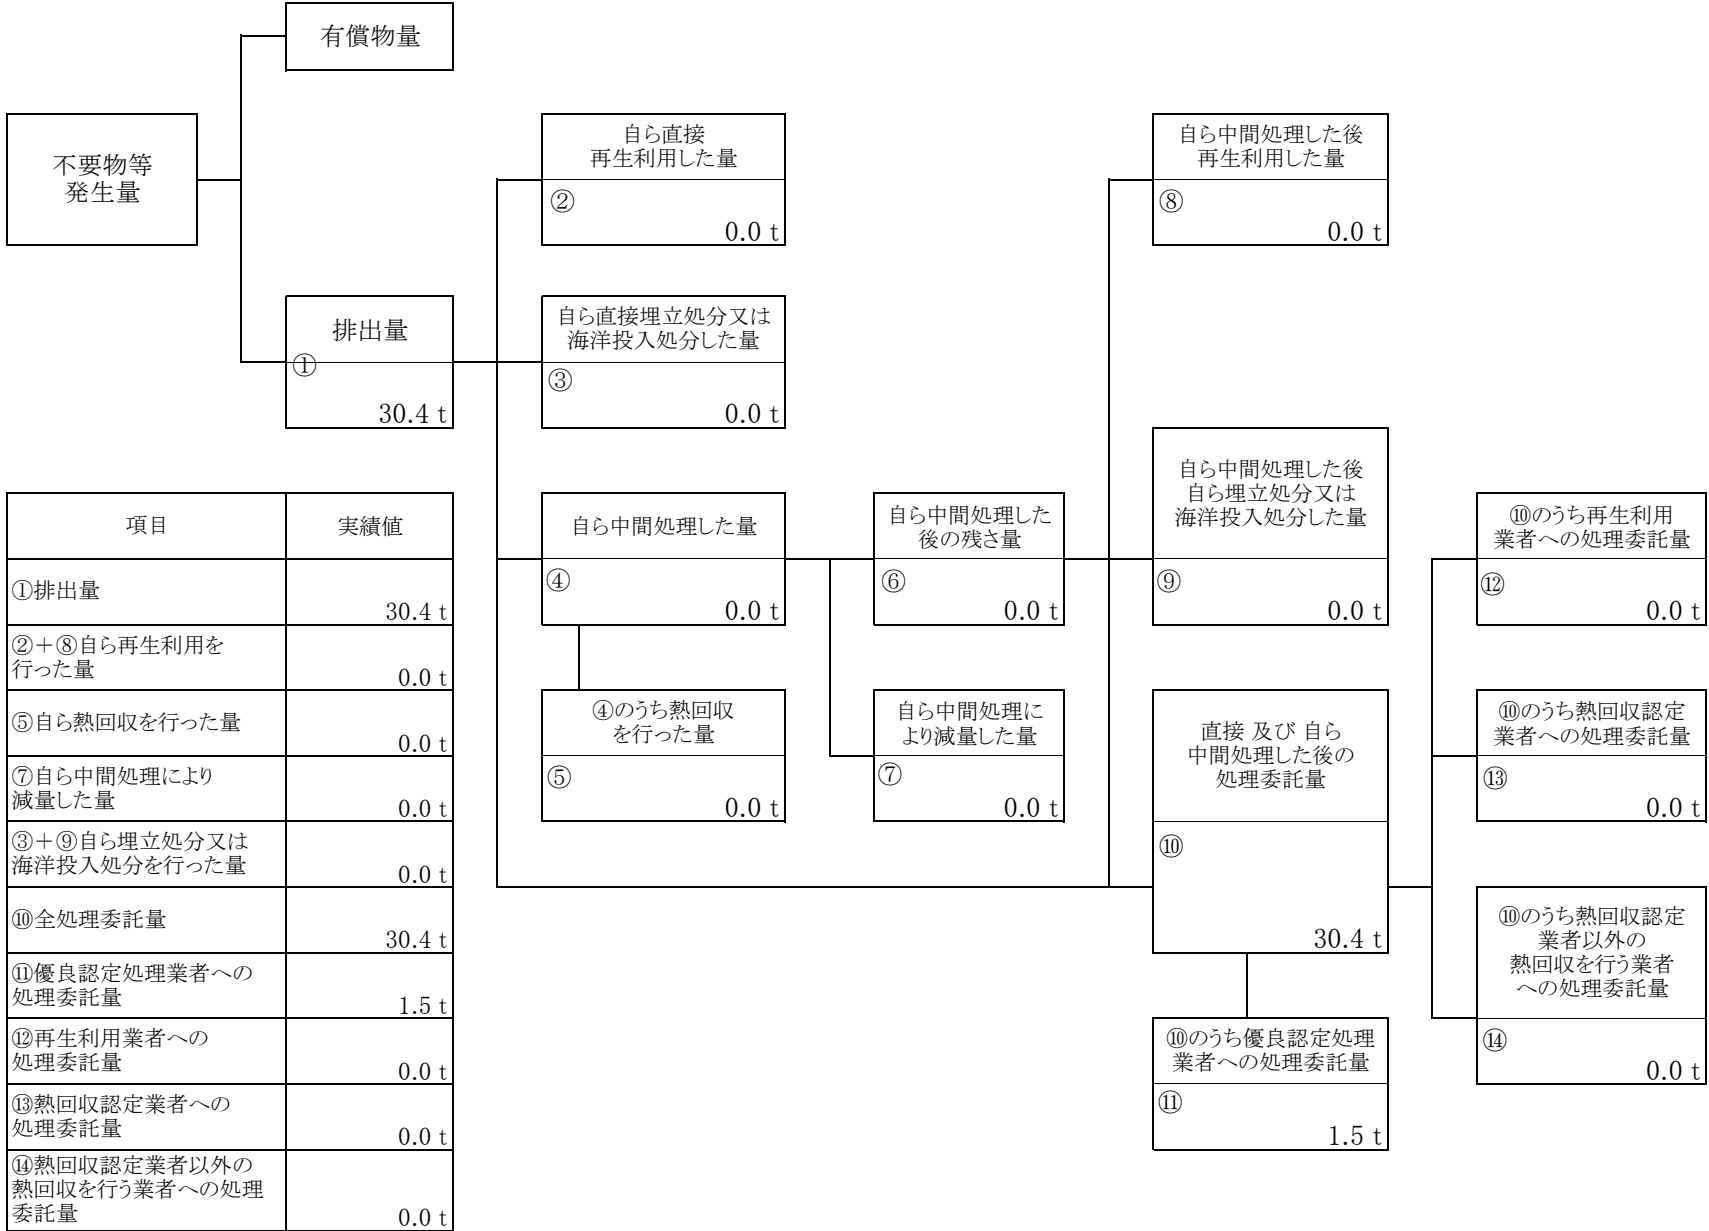 有償物量
不要物等
発生量
自ら直接
再生利用した量
②
0.0 t
自ら中間処理した後
再生利用した量
⑧
0.0 t
排出量
①
30.4 t
自ら直接埋立処分又は
海洋投入処分した量
③
0.0 t
自ら中間処理した量
④
0.0 t
自ら中間処理した
後の残さ量
⑥
0.0 t
自ら中間処理した後
自ら埋立処分又は
海洋投入処分した量
⑨
0.0 t
⑩のうち再生利用
業者への処理委託量
⑫
0.0 t
④のうち熱回収
を行った量
⑤
0.0 t
自ら中間処理に
より減量した量
⑦
0.0 t
直接 及び 自ら
中間処理した後の
処理委託量
⑩
30.4 t
⑩のうち熱回収認定
業者への処理委託量
⑬
0.0 t
⑩のうち熱回収認定
業者以外の
熱回収を行う業者
への処理委託量
⑭
0.0 t
⑩のうち優良認定処理
業者への処理委託量
⑪
1.5 t
項目 実績値
①排出量
30.4 t
②＋⑧自ら再生利用を
行った量
0.0 t
⑤自ら熱回収を行った量
0.0 t
⑦自ら中間処理により
減量した量
0.0 t
③＋⑨自ら埋立処分又は
海洋投入処分を行った量
0.0 t
⑩全処理委託量
30.4 t
⑪優良認定処理業者への
処理委託量
1.5 t
⑫再生利用業者への
処理委託量
0.0 t
⑬熱回収認定業者への
処理委託量
0.0 t
⑭熱回収認定業者以外の
熱回収を行う業者への処理
委託量
0.0 t